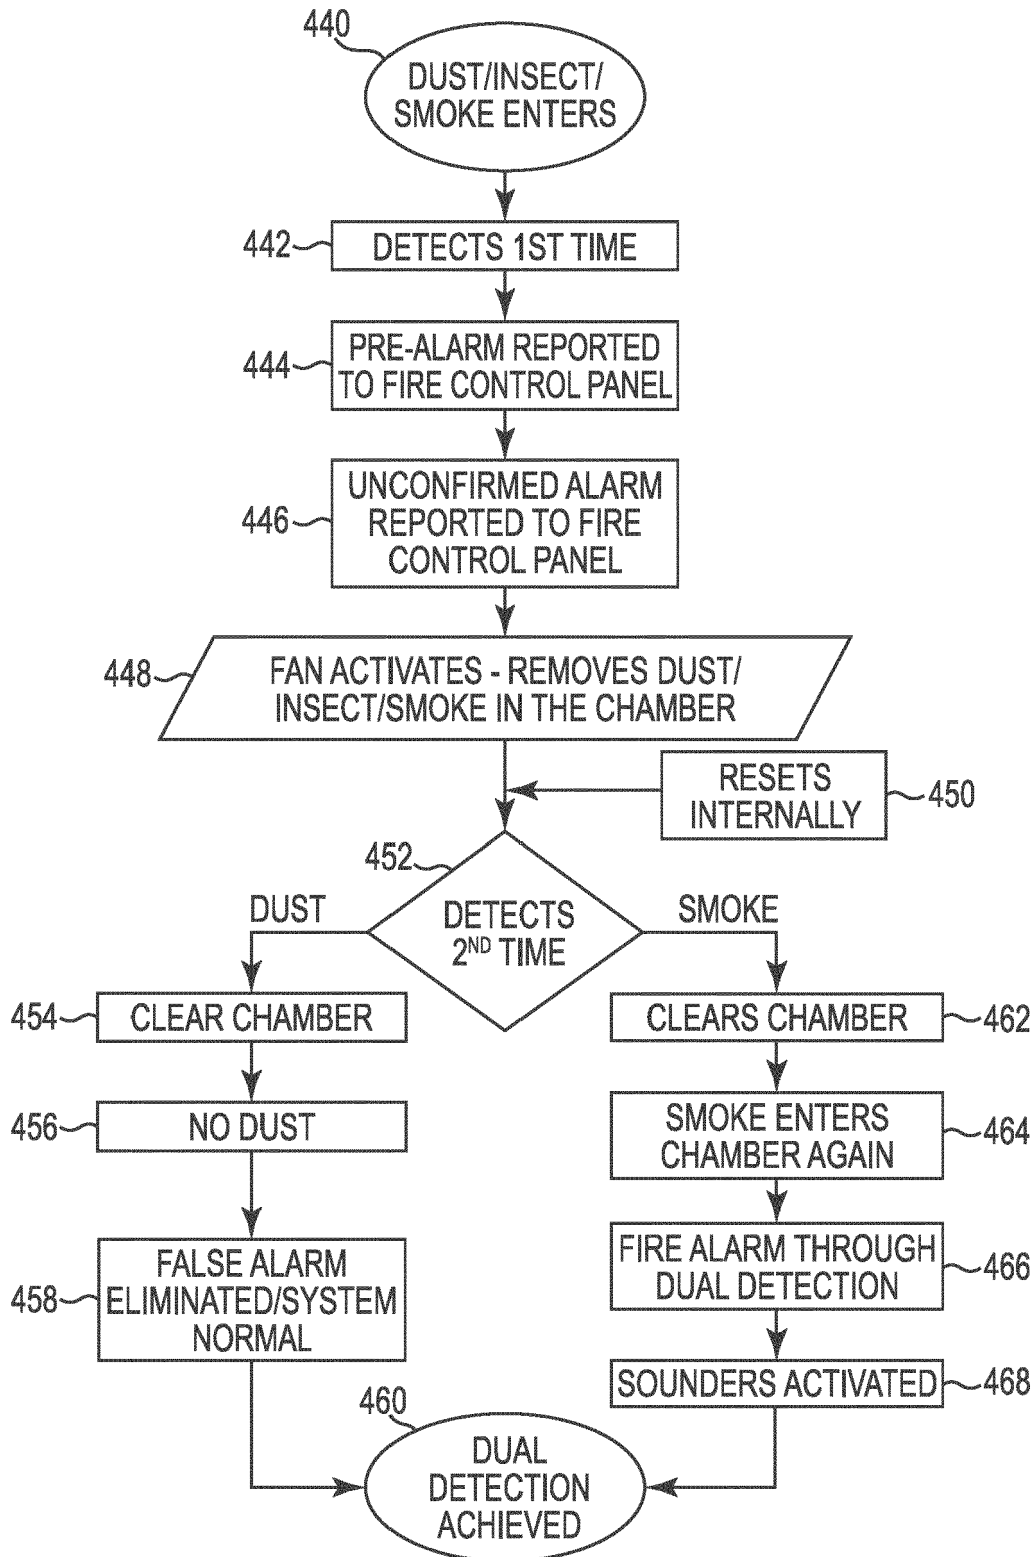 440
DUST/INSECT/
SMOKE ENTERS
442
DETECTS 1ST TIME
444
PRE-ALARM REPORTED
TO FIRE CONTROL PANEL
446
UNCONFIRMED ALARM
REPORTED TO FIRE
CONTROL PANEL
448
FAN ACTIVATES - REMOVES DUST/
INSECT/SMOKE IN THE CHAMBER
RESETS
INTERNALLY
450
452
DETECTS
2ND TIME
DUST
SMOKE
454
CLEAR CHAMBER
456
NO DUST
458
FALSE ALARM
ELIMINATED/SYSTEM
NORMAL
CLEARS CHAMBER
462
SMOKE ENTERS
CHAMBER AGAIN
464
FIRE ALARM THROUGH
DUAL DETECTION
466
SOUNDERS ACTIVATED
468
460
DUAL
DETECTION
ACHIEVED